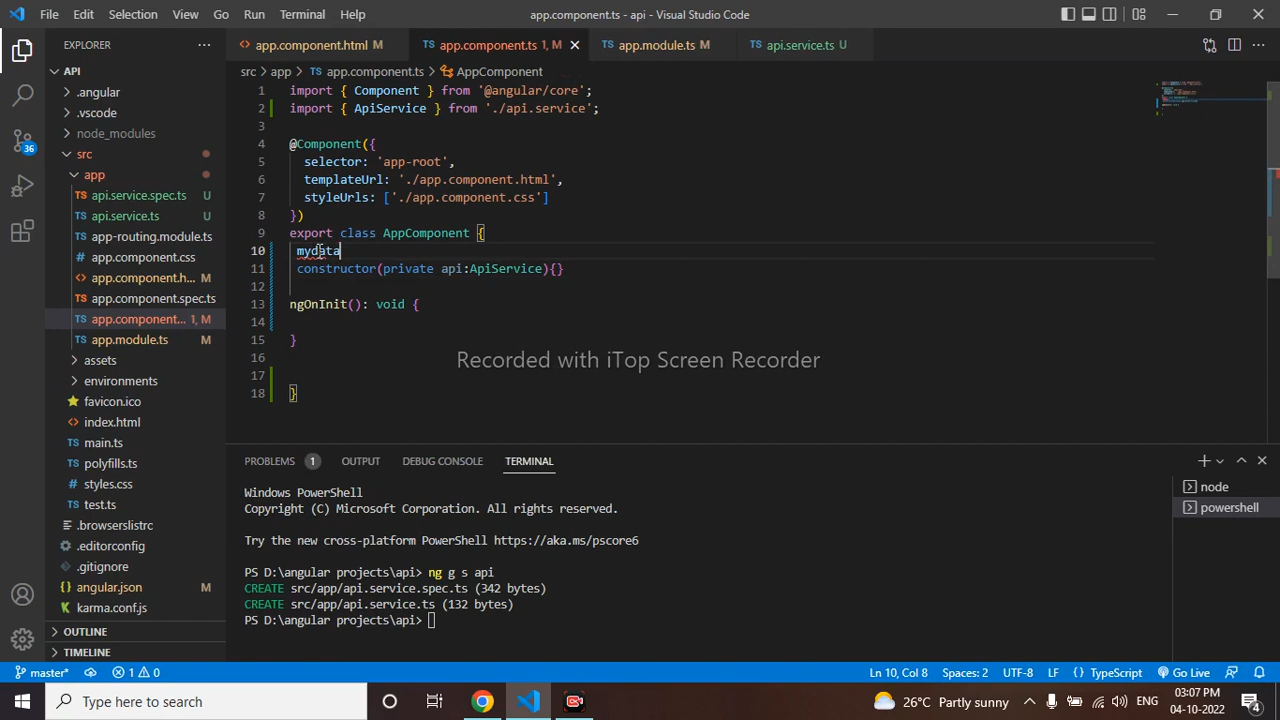 File Edit Selection View Go Run Terminal Help
app.component.ts - api - Visual Studio Code
EXPLORER
app.component.html M
app.component.ts 1, M
app.module.ts M
api.service.ts U
src > app > app.component.ts > AppComponent
API
.angular
.vscode
node_modules
src
app
api.service.spec.ts U
api.service.ts U
app-routing.module.ts
app.component.css
app.component.h... M
app.component.spec.ts
app.component... 1, M
app.module.ts M
assets
environments
favicon.ico
index.html
main.ts
polyfills.ts
styles.css
test.ts
.browserslistrc
.editorconfig
.gitignore
angular.json M
karma.conf.js
OUTLINE
TIMELINE
1 import { Component } from '@angular/core';
2 import { ApiService } from './api.service';
3
4 @Component({
5 selector: 'app-root',
6 templateUrl: './app.component.html',
7 styleUrls: ['./app.component.css']
8 })
9 export class AppComponent {
10 mydata
11 constructor(private api:ApiService){}
12
13 ngOnInit(): void {
14
15 }
16
17
18 }
Recorded with iTop Screen Recorder
PROBLEMS 1 OUTPUT DEBUG CONSOLE TERMINAL
Windows PowerShell
Copyright (C) Microsoft Corporation. All rights reserved.
Try the new cross-platform PowerShell https://aka.ms/pscore6
PS D:\angular projects\api> ng g s api
CREATE src/app/api.service.spec.ts (342 bytes)
CREATE src/app/api.service.ts (132 bytes)
PS D:\angular projects\api>
node
powershell
36
master* 1 0
Ln 10, Col 8 Spaces: 2 UTF-8 LF { } TypeScript Go Live
Type here to search
26°C Partly sunny
ENG
03:07 PM
04-10-2022
4